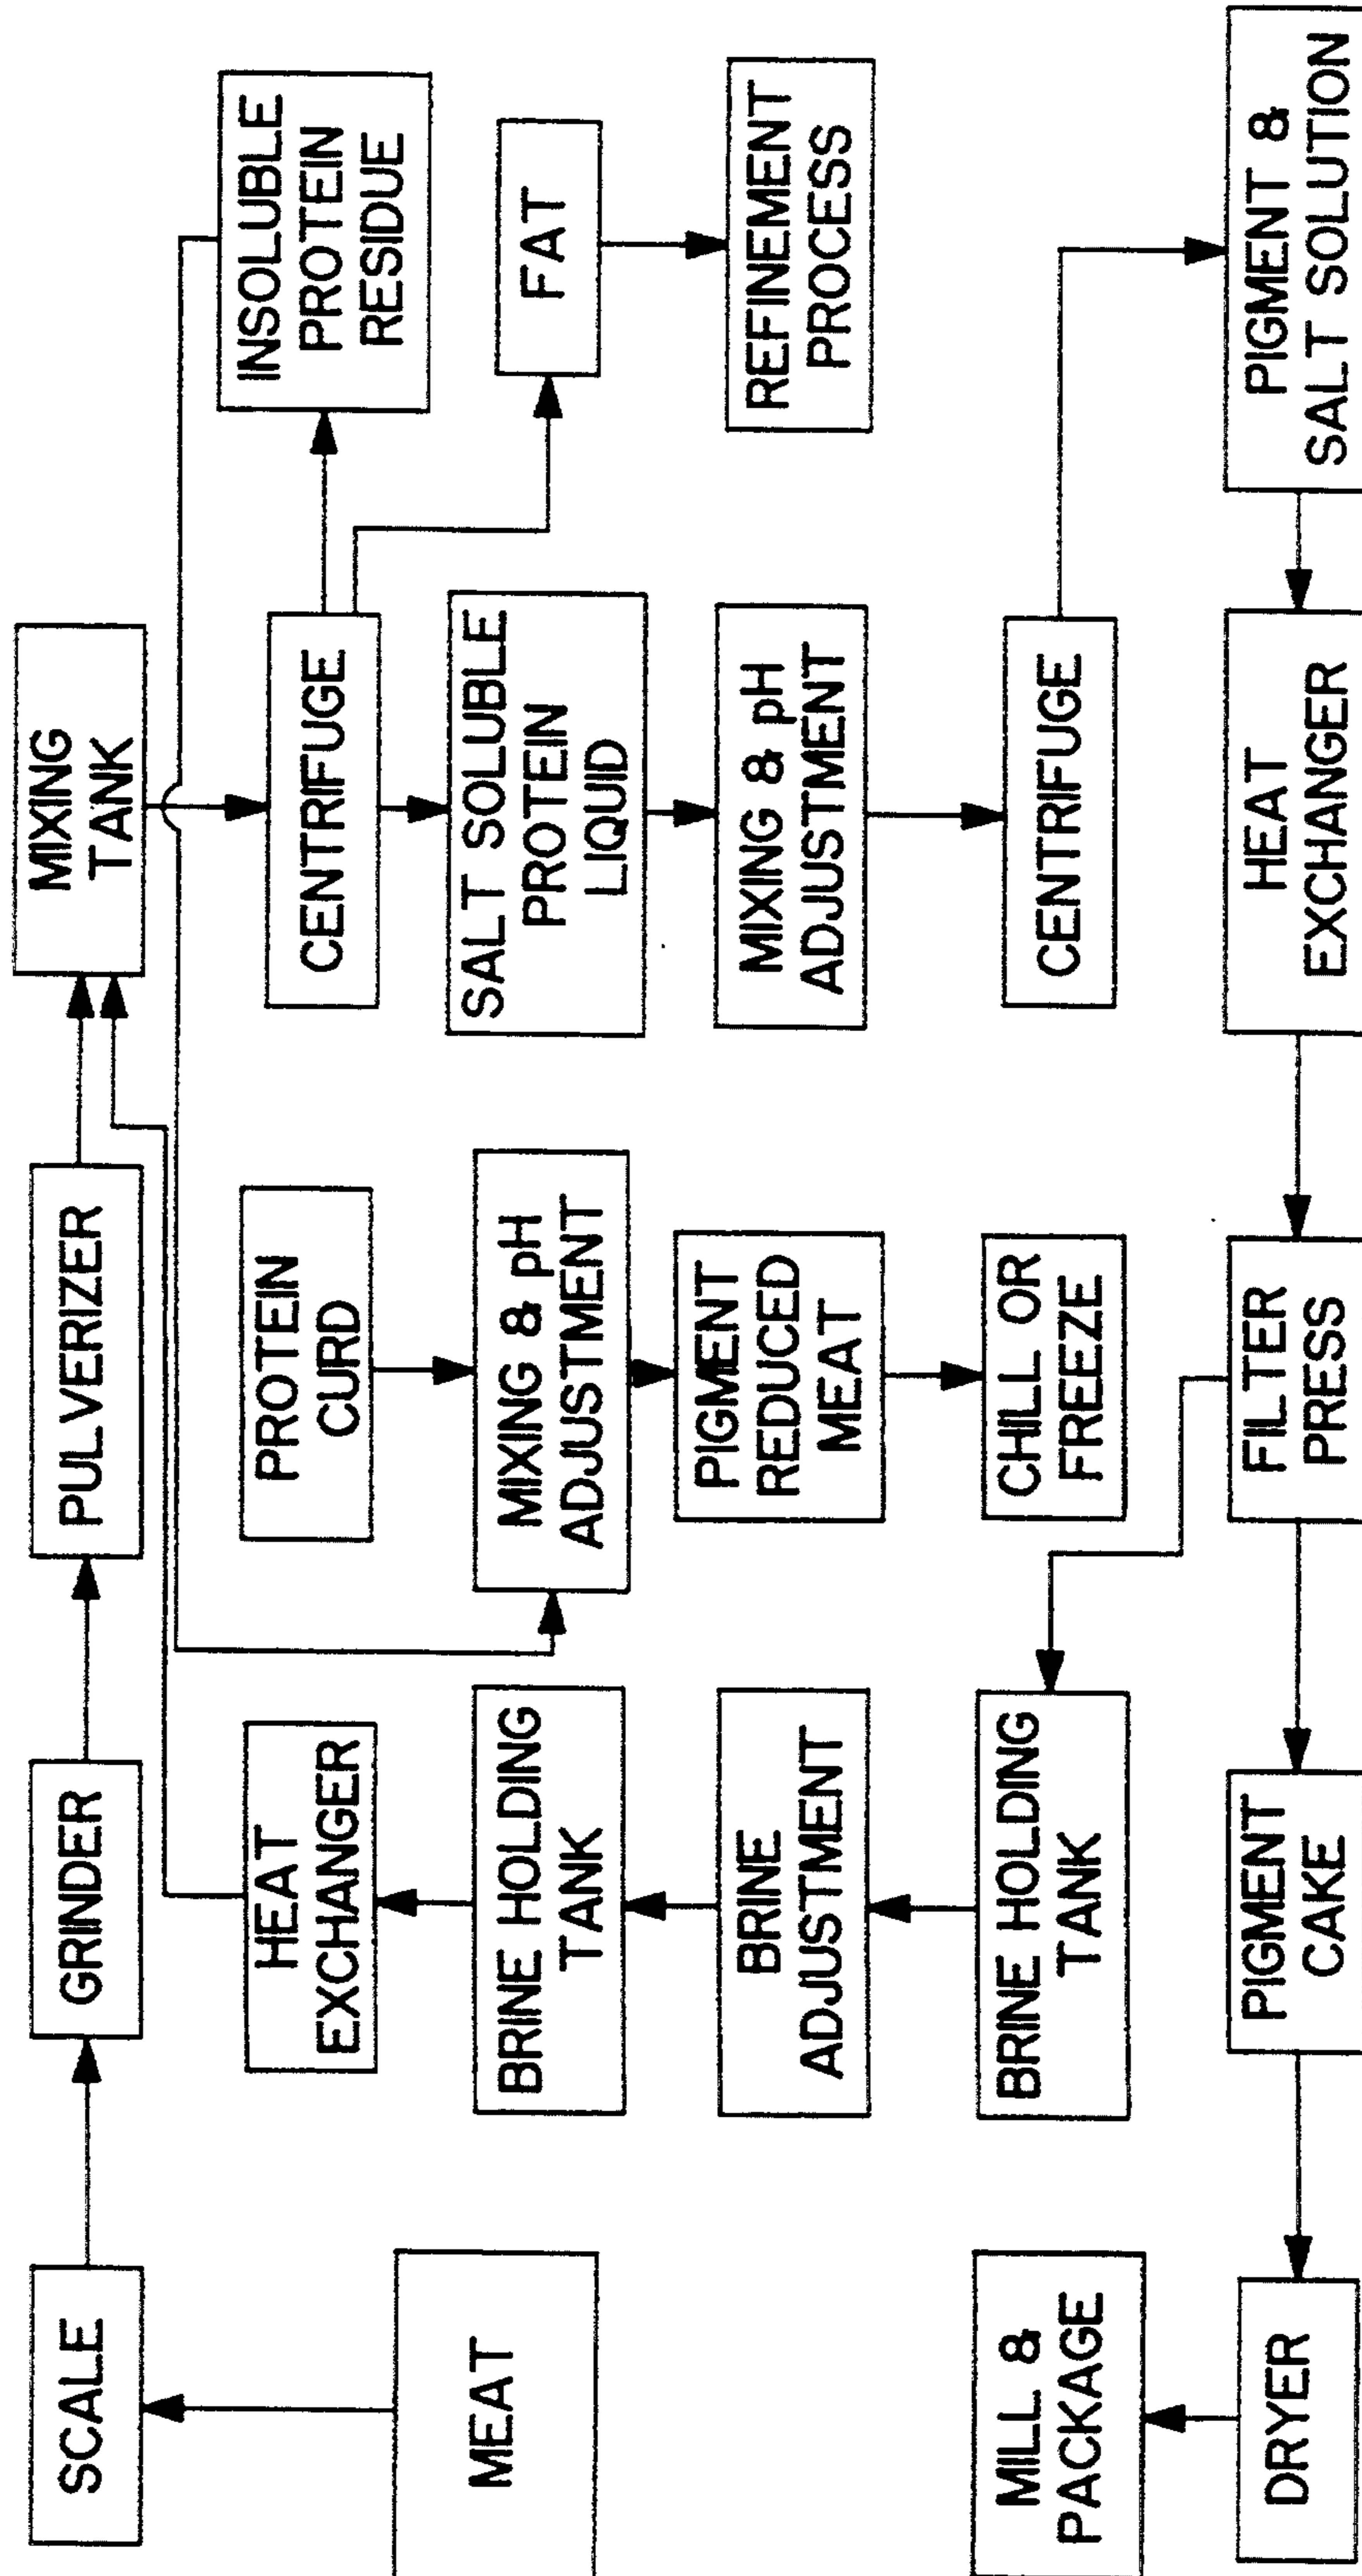 MEAT
SCALE
GRINDER
PULVERIZER
MIXING
TANK
CENTRIFUGE
INSOLUBLE
PROTEIN
RESIDUE
FAT
REFINEMENT
PROCESS
SALT SOLUBLE
PROTEIN
LIQUID
MIXING & pH
ADJUSTMENT
CENTRIFUGE
PROTEIN
CURD
MIXING & pH
ADJUSTMENT
PIGMENT
REDUCED
MEAT
CHILL OR
FREEZE
HEAT
EXCHANGER
BRINE HOLDING
TANK
BRINE
ADJUSTMENT
BRINE HOLDING
TANK
PIGMENT &
SALT SOLUTION
HEAT
EXCHANGER
FILTER
PRESS
PIGMENT
CAKE
DRYER
MILL &
PACKAGE